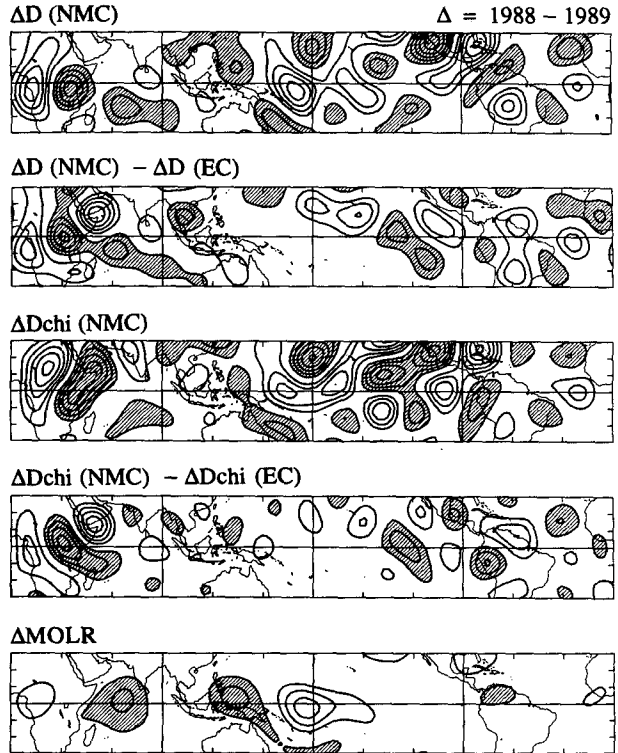 ΔD (NMC) Δ = 1988 – 1989
ΔD (NMC) – ΔD (EC)
ΔDchi (NMC)
ΔDchi (NMC) – ΔDchi (EC)
ΔMOLR